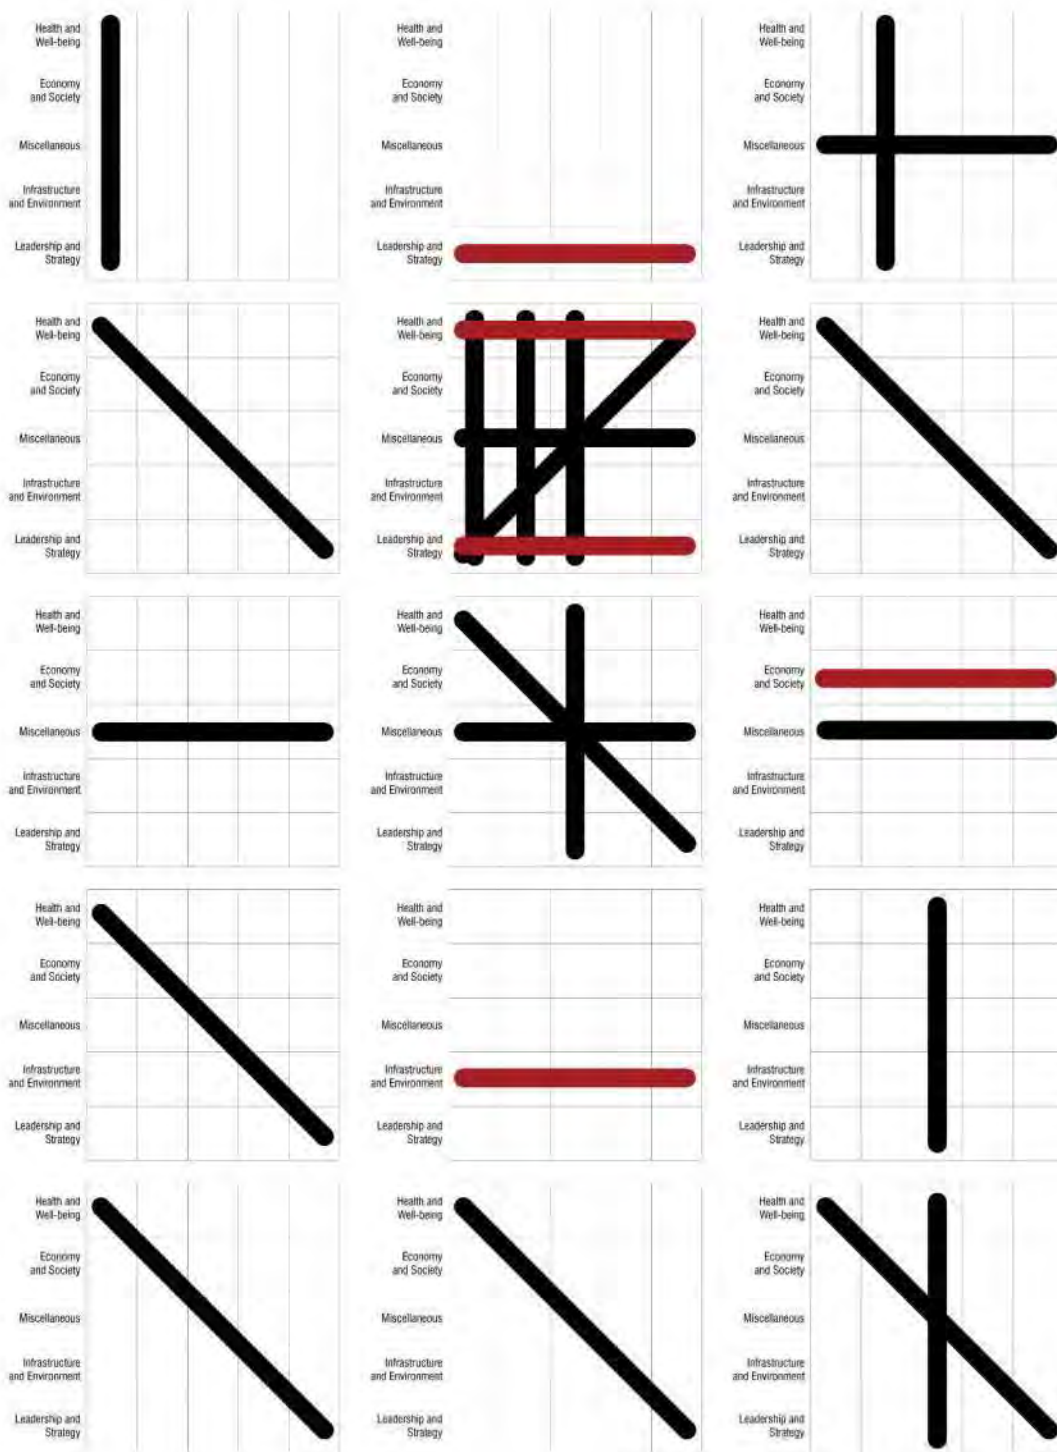 Health and
Well-being
Economy
and Society
Miscellaneous
Infrastructure
and Environment
Leadership and
Strategy
Health and
Well-being
Economy
and Society
Miscellaneous
Infrastructure
and Environment
Leadership and
Strategy
Health and
Well-being
Economy
and Society
Miscellaneous
Infrastructure
and Environment
Leadership and
Strategy
Health and
Well-being
Economy
and Society
Miscellaneous
Infrastructure
and Environment
Leadership and
Strategy
Health and
Well-being
Economy
and Society
Miscellaneous
Infrastructure
and Environment
Leadership and
Strategy
Health and
Well-being
Economy
and Society
Miscellaneous
Infrastructure
and Environment
Leadership and
Strategy
Health and
Well-being
Economy
and Society
Miscellaneous
Infrastructure
and Environment
Leadership and
Strategy
Health and
Well-being
Economy
and Society
Miscellaneous
Infrastructure
and Environment
Leadership and
Strategy
Health and
Well-being
Economy
and Society
Miscellaneous
Infrastructure
and Environment
Leadership and
Strategy
Health and
Well-being
Economy
and Society
Miscellaneous
Infrastructure
and Environment
Leadership and
Strategy
Health and
Well-being
Economy
and Society
Miscellaneous
Infrastructure
and Environment
Leadership and
Strategy
Health and
Well-being
Economy
and Society
Miscellaneous
Infrastructure
and Environment
Leadership and
Strategy
Health and
Well-being
Economy
and Society
Miscellaneous
Infrastructure
and Environment
Leadership and
Strategy
Health and
Well-being
Economy
and Society
Miscellaneous
Infrastructure
and Environment
Leadership and
Strategy
Health and
Well-being
Economy
and Society
Miscellaneous
Infrastructure
and Environment
Leadership and
Strategy